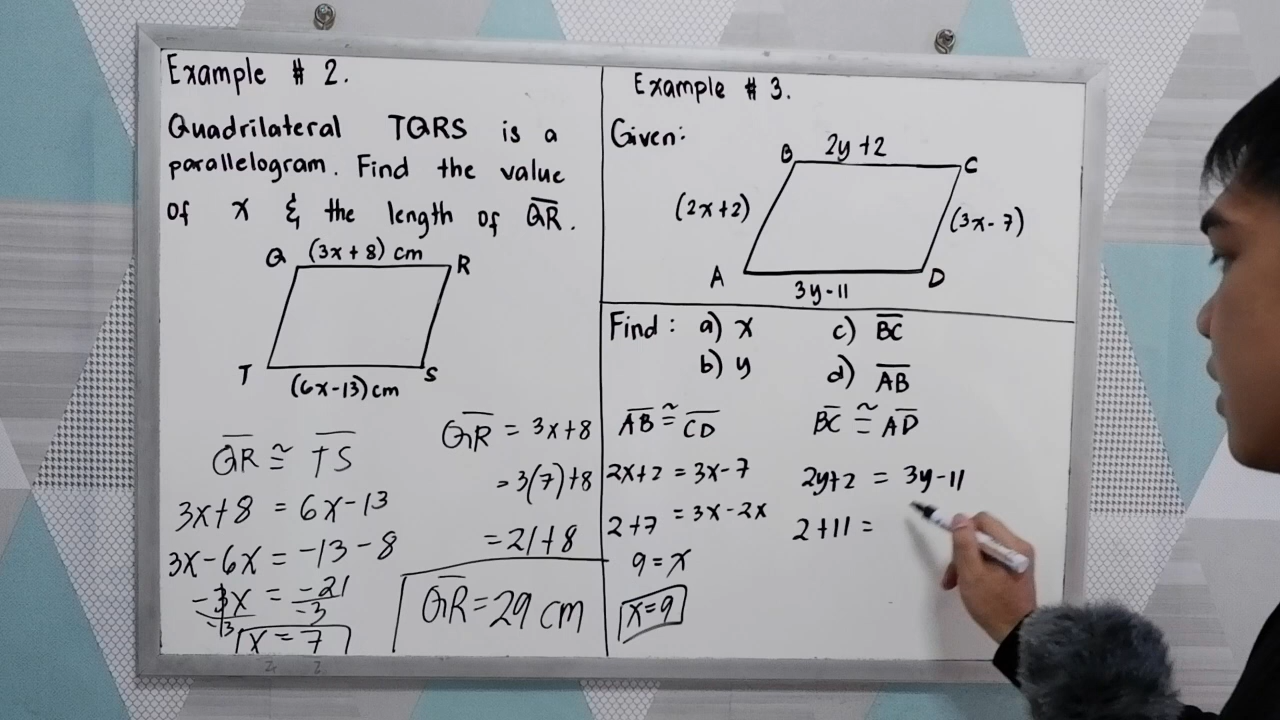 Example # 2.
Quadrilateral TQRS is a
parallelogram. Find the value
of x & the length of QR.
Q (3x + 8) cm R
T (6x-13) cm S
QR ≅ TS
3x+8 = 6x-13
3x-6x = -13 - 8
-3x = -21
-3 -3
x = 7
QR = 3x+8
= 3(7)+8
= 21+8
QR = 29 cm
Example # 3.
Given:
B 2y +2 C
(2x+2) (3x-7)
A 3y-11 D
Find : a) x c) BC
b) y d) AB
AB ≅ CD
2x+2 = 3x-7
2+7 = 3x-2x
9=x
x=9
BC ≅ AD
2y+2 = 3y-11
2+11 =